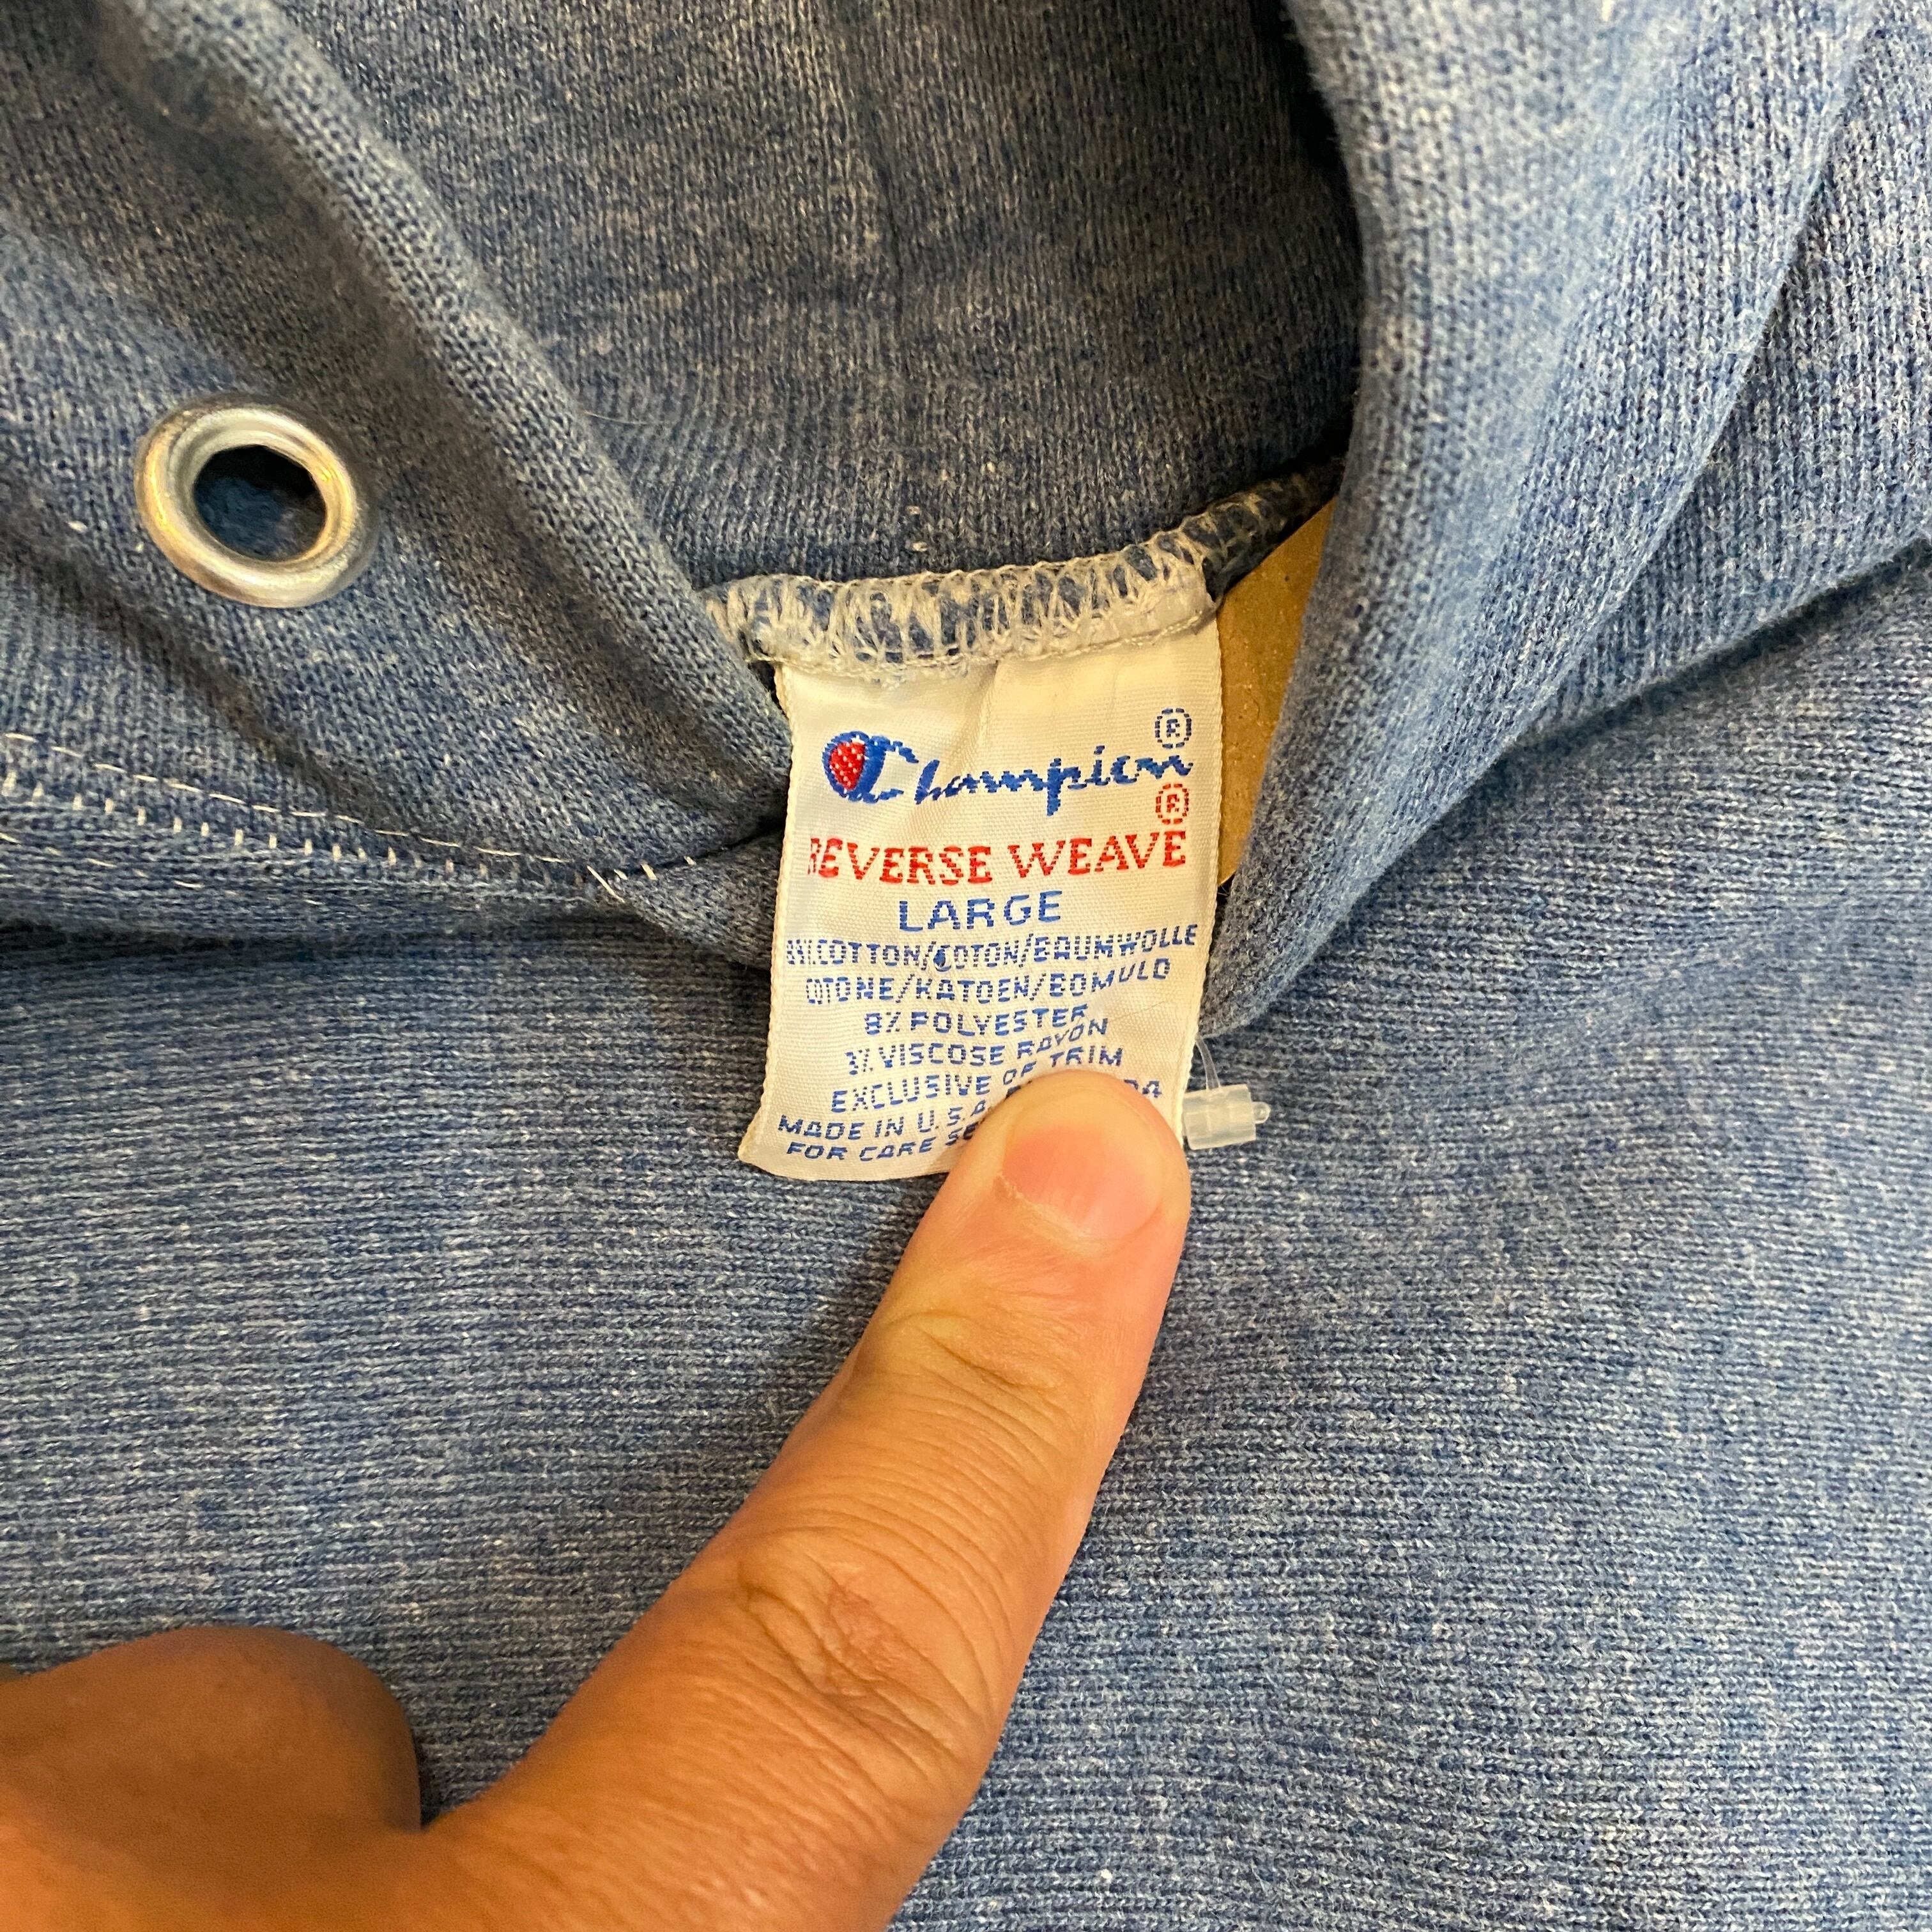 Champion®
®
REVERSE WEAVE
LARGE
COTTON/COTON/BAUMWOLLE
COTONE/KATOEN/BOMULD
8% POLYESTER
3% VISCOSE RAYON
EXCLUSIVE OF TRIM
MADE IN U.S.A.
FOR CARE